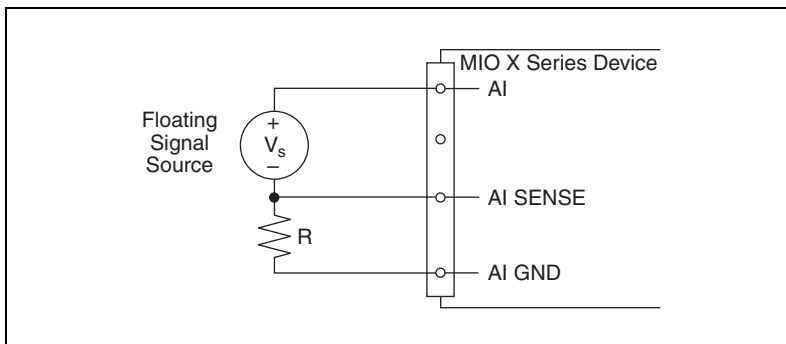 MIO X Series Device
AI
Floating
Signal
Source
+
Vs
–
AI SENSE
R
AI GND